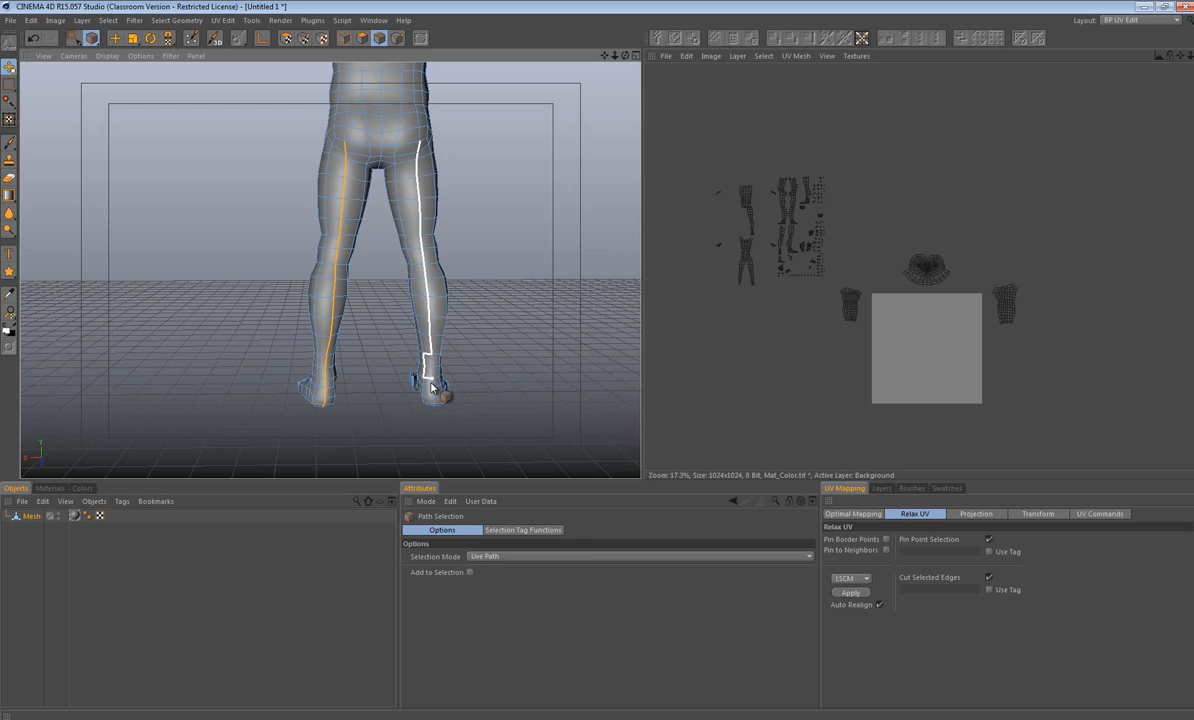 CINEMA 4D R15.057 Studio (Classroom Version - Restricted License) - [Untitled 1 *]
File Edit Image Layer Select Filter Select Geometry UV Edit Tools Render Plugins Script Window Help
Layout: BP UV Edit
View Cameras Display Options Filter Panel
File Edit Image Layer Select UV Mesh View Textures
Y
X
Z
Zoom: 17.3%, Size: 1024x1024, 8 Bit, Mat_Color.tif *, Active Layer: Background
Objects Materials Colors
File Edit View Objects Tags Bookmarks
Mesh
Attributes
Mode Edit User Data
Path Selection
Options Selection Tag Functions
Options
Selection Mode Live Path
Add to Selection
UV Mapping Layers Brushes Swatches
Optimal Mapping Relax UV Projection Transform UV Commands
Relax UV
Pin Border Points Pin Point Selection
Pin to Neighbors Use Tag
LSCM Cut Selected Edges
Apply Use Tag
Auto Realign